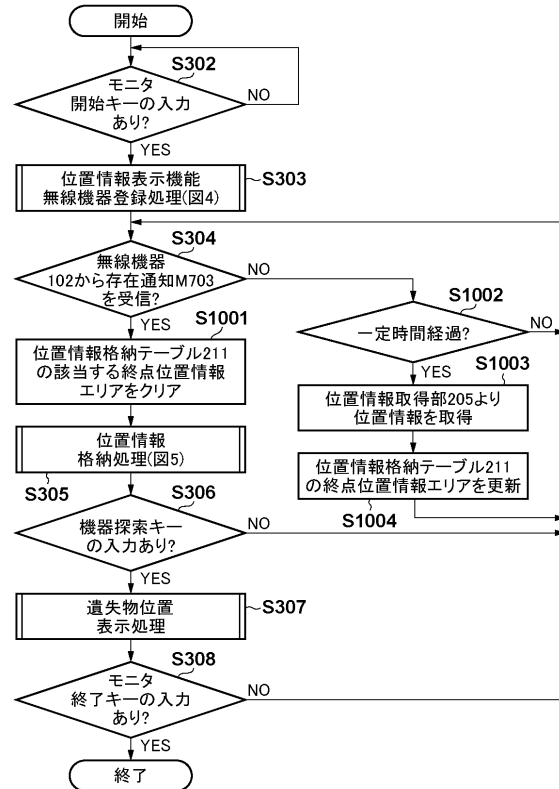 開始
S302
モニタ
開始キーの入力
あり?
NO
YES
位置情報表示機能
無線機器登録処理(図4)
S303
S304
無線機器
102から存在通知M703
を受信?
NO
YES
S1001
位置情報格納テーブル211
の該当する終点位置情報
エリアをクリア
位置情報
格納処理(図5)
S305
S1002
一定時間経過?
NO
YES
S1003
位置情報取得部205より
位置情報を取得
位置情報格納テーブル211
の終点位置情報エリアを更新
S1004
S306
機器探索キー
の入力あり?
NO
YES
遺失物位置
表示処理
S307
S308
モニタ
終了キーの入力
あり?
NO
YES
終了